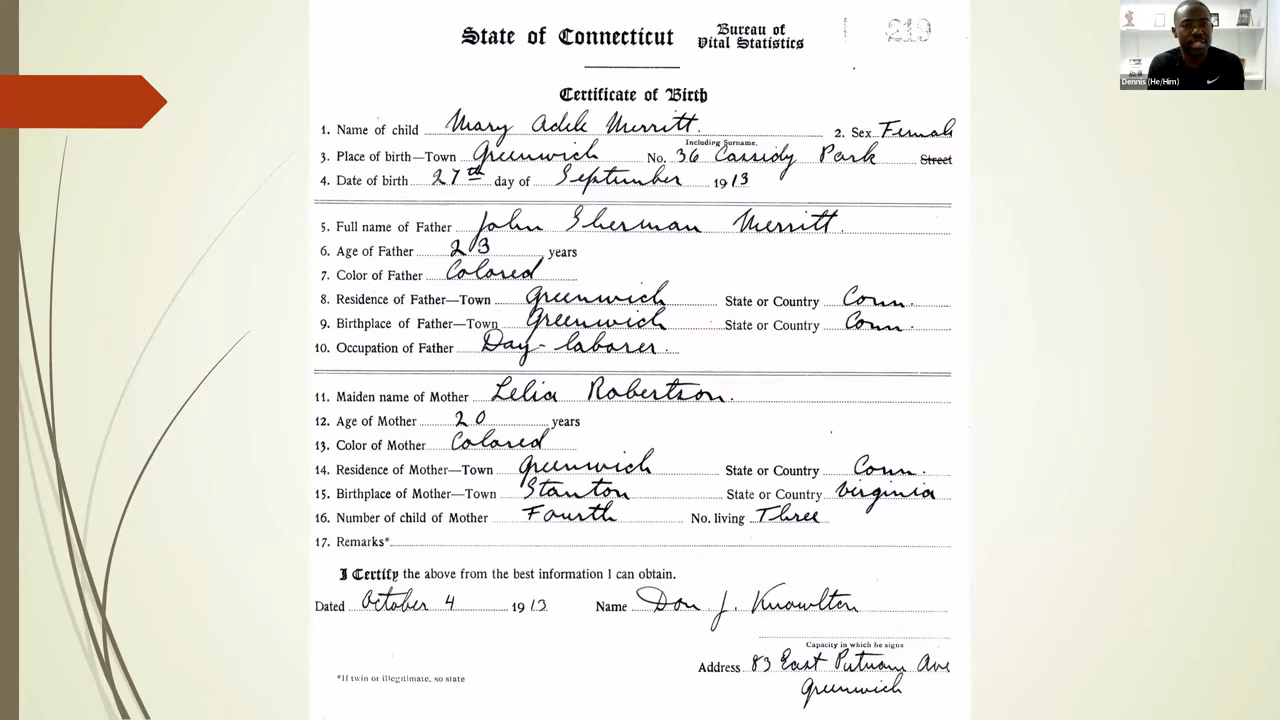 State of Connecticut Bureau of Vital Statistics 219
Certificate of Birth
1. Name of child Mary Adele Merritt. 2. Sex Female
Including Surname.
3. Place of birth—Town Greenwich No. 36 Cassidy Park Street
4. Date of birth 27th day of September 1913
5. Full name of Father John Sherman Merritt.
6. Age of Father 23 years
7. Color of Father Colored
8. Residence of Father—Town Greenwich State or Country Conn.
9. Birthplace of Father—Town Greenwich State or Country Conn.
10. Occupation of Father Day-laborer.
11. Maiden name of Mother Lelia Robertson.
12. Age of Mother 20 years
13. Color of Mother Colored
14. Residence of Mother—Town Greenwich State or Country Conn.
15. Birthplace of Mother—Town Stanton State or Country Virginia
16. Number of child of Mother Fourth No. living Three
17. Remarks*
I Certify the above from the best information I can obtain.
Dated October 4 1913 Name Don J. Knowlton
Capacity in which he signs
Address 83 East Putnam Ave
Greenwich
*If twin or illegitimate, so state
Dennis (He/Him)